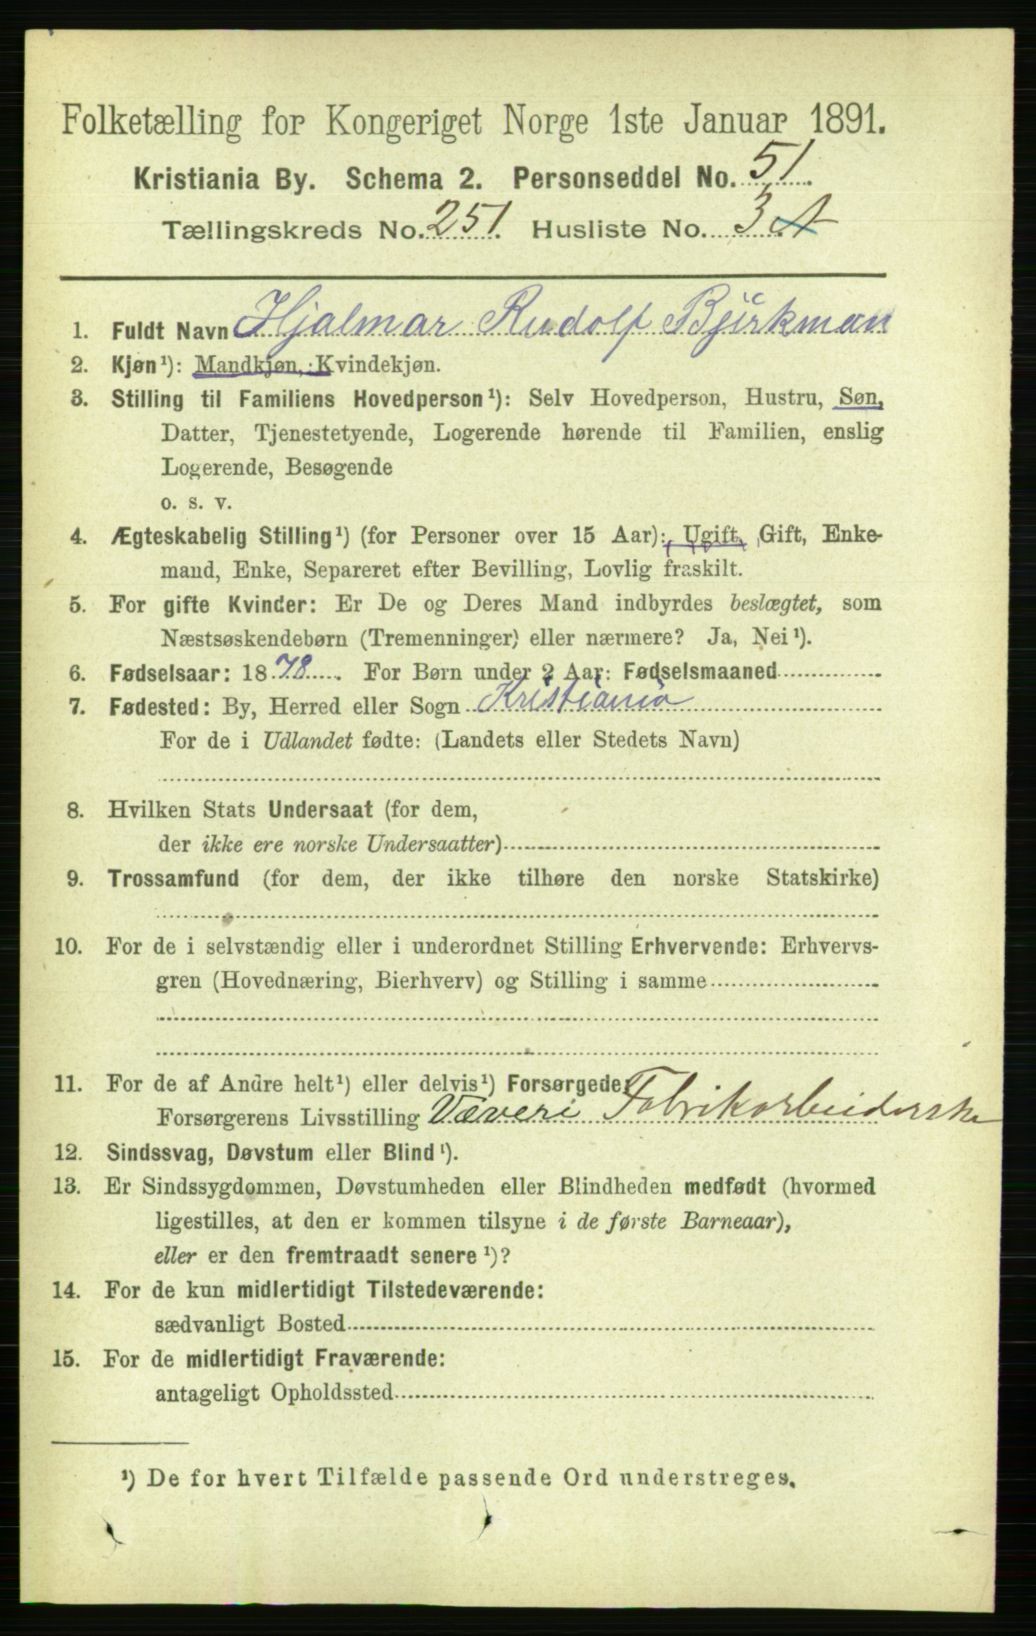 Folketælling for Kongeriget Norge 1ste Januar 1891.
Kristiania By. Schema 2. Personseddel No. 51.
Tællingskreds No. 251. Husliste No. 3 A
1. Fuldt Navn Hjalmar Rudolf Bjürkman
2. Kjøn¹): Mandkjøn, Kvindekjøn.
3. Stilling til Familiens Hovedperson¹): Selv Hovedperson, Hustru, Søn,
Datter, Tjenestetyende, Logerende hørende til Familien, enslig
Logerende, Besøgende
o. s. v.
4. Ægteskabelig Stilling¹) (for Personer over 15 Aar): Ugift, Gift, Enke-
mand, Enke, Separeret efter Bevilling, Lovlig fraskilt.
5. For gifte Kvinder: Er De og Deres Mand indbyrdes beslægtet, som
Næstsøskendebørn (Tremenninger) eller nærmere? Ja, Nei¹).
6. Fødselsaar: 1878. For Børn under 2 Aar: Fødselsmaaned
7. Fødested: By, Herred eller Sogn Kristiania
For de i Udlandet fødte: (Landets eller Stedets Navn)
8. Hvilken Stats Undersaat (for dem,
der ikke ere norske Undersaatter)
9. Trossamfund (for dem, der ikke tilhøre den norske Statskirke)
10. For de i selvstændig eller i underordnet Stilling Erhvervende: Erhvervs-
gren (Hovednæring, Bierhverv) og Stilling i samme
11. For de af Andre helt¹) eller delvis¹) Forsørgede,
Forsørgerens Livsstilling Væveri Fabrikarbeiderske
12. Sindssvag, Døvstum eller Blind¹).
13. Er Sindssygdommen, Døvstumheden eller Blindheden medfødt (hvormed
ligestilles, at den er kommen tilsyne i de første Barneaar),
eller er den fremtraadt senere¹)?
14. For de kun midlertidigt Tilstedeværende:
sædvanligt Bosted
15. For de midlertidigt Fraværende:
antageligt Opholdssted
¹) De for hvert Tilfælde passende Ord understreges.